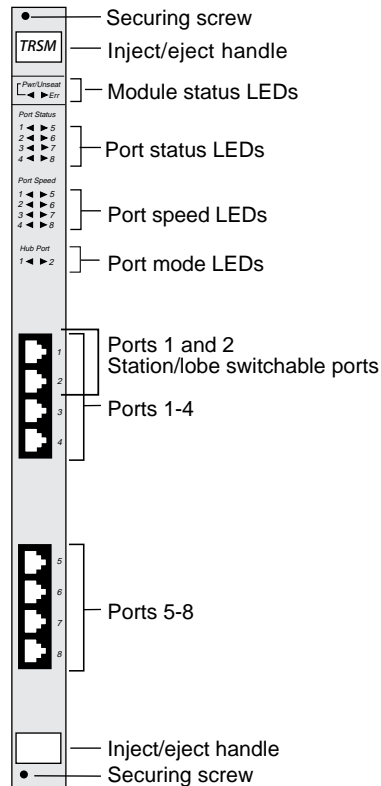 Securing screw
TRSM
Inject/eject handle
Pwr/Unseat
Err
Module status LEDs
Port Status
1 5
2 6
3 7
4 8
Port status LEDs
Port Speed
1 5
2 6
3 7
4 8
Port speed LEDs
Hub Port
1 2
Port mode LEDs
1
2
3
4
Ports 1 and 2
Station/lobe switchable ports
Ports 1-4
5
6
7
8
Ports 5-8
Inject/eject handle
Securing screw